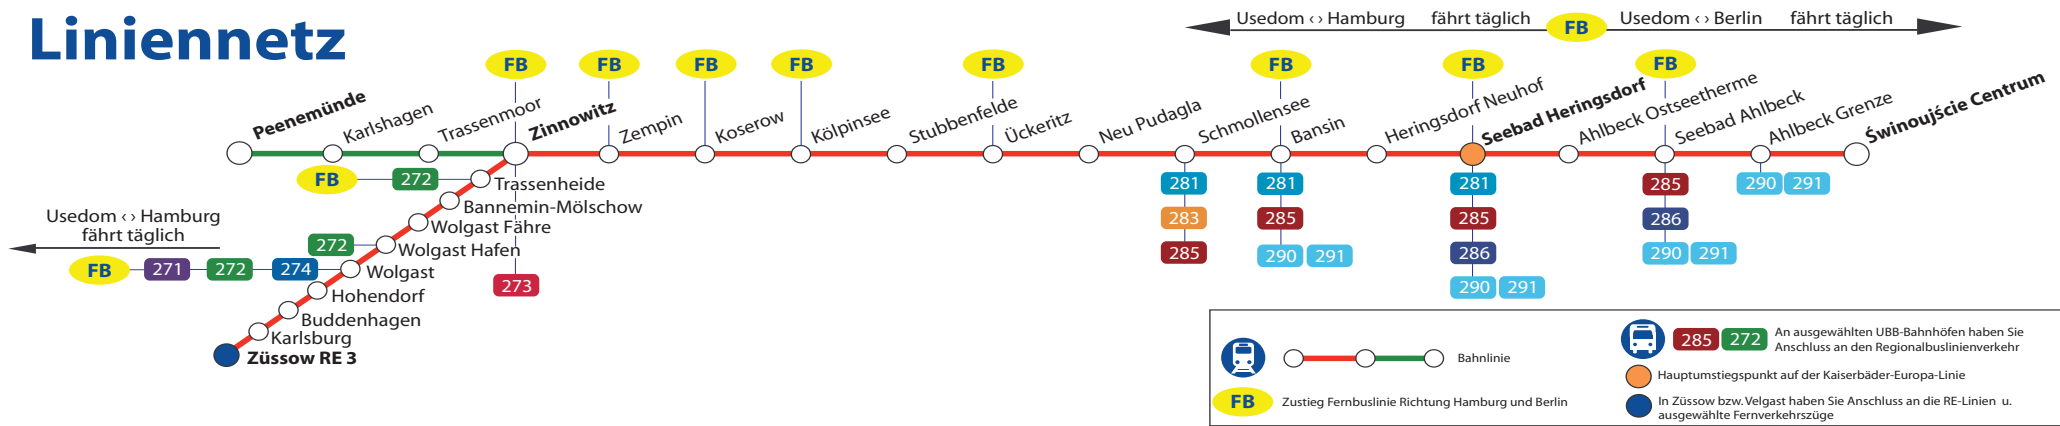 Liniennetz
Usedom ‹ › Hamburg fährt täglich FB Usedom ‹ › Berlin fährt täglich
FB FB FB FB FB FB FB FB
Peenemünde
Karlshagen
Trassenmoor
Zinnowitz
Zempin
Koserow
Kölpinsee
Stubbenfelde
Ückeritz
Neu Pudagla
Schmollensee
Bansin
Heringsdorf Neuhof
Seebad Heringsdorf
Ahlbeck Ostseetherme
Seebad Ahlbeck
Ahlbeck Grenze
Świnoujście Centrum
FB 272
Trassenheide
Bannemin-Mölschow
Wolgast Fähre
272
Wolgast Hafen
Usedom ‹ › Hamburg
fährt täglich
FB 271 272 274
Wolgast
Hohendorf
Buddenhagen
Karlsburg
Züssow RE 3
273
281
283
285
281
285
290 291
281
285
286
290 291
285
286
290 291
290 291
Bahnlinie
FB Zustieg Fernbuslinie Richtung Hamburg und Berlin
285 272
An ausgewählten UBB-Bahnhöfen haben Sie
Anschluss an den Regionalbuslinienverkehr
Hauptumstiegspunkt auf der Kaiserbäder-Europa-Linie
In Züssow bzw. Velgast haben Sie Anschluss an die RE-Linien u.
ausgewählte Fernverkehrszüge